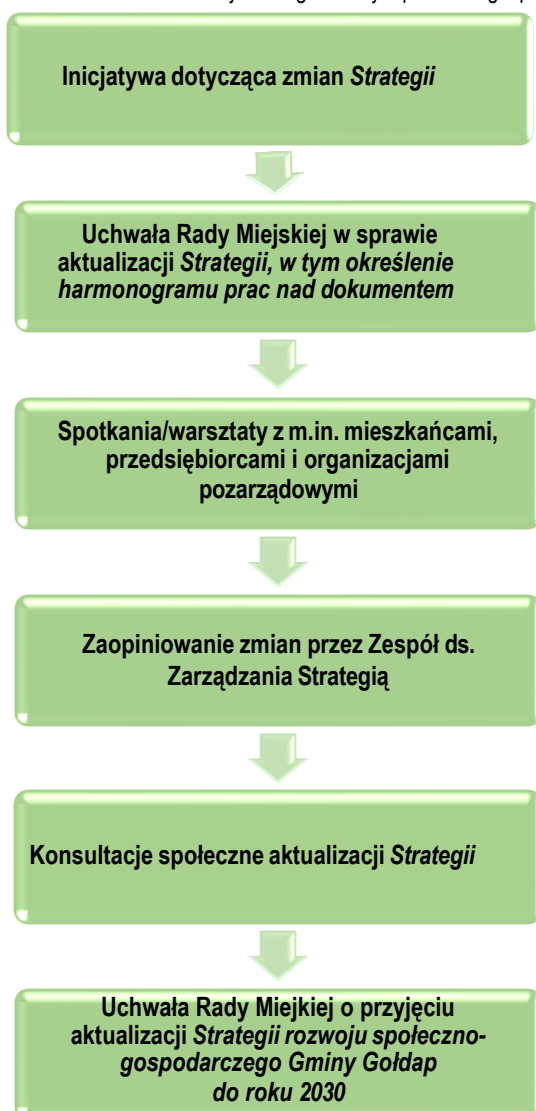 Inicjatywa dotycząca zmian Strategii
Uchwała Rady Miejskiej w sprawie
aktualizacji Strategii, w tym określenie
harmonogramu prac nad dokumentem
Spotkania/warsztaty z m.in. mieszkańcami,
przedsiębiorcami i organizacjami
pozarządowymi
Zaopiniowanie zmian przez Zespół ds.
Zarządzania Strategią
Konsultacje społeczne aktualizacji Strategii
Uchwała Rady Miejkiej o przyjęciu
aktualizacji Strategii rozwoju społeczno-
gospodarczego Gminy Gołdap
do roku 2030